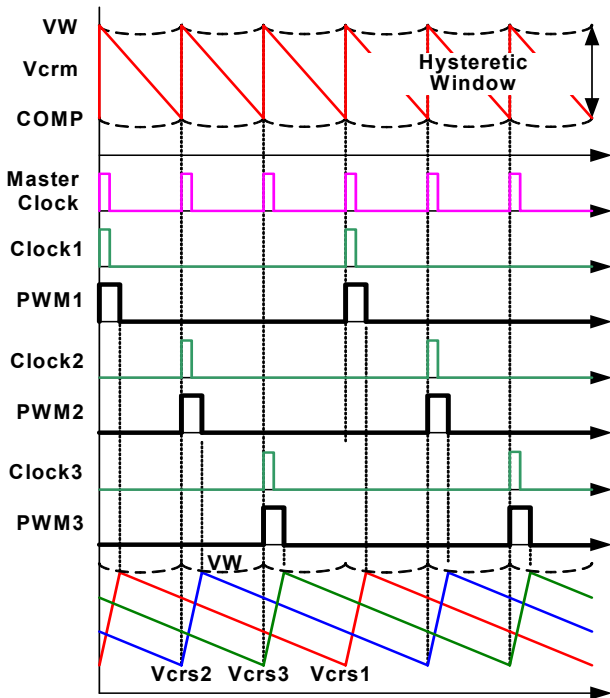 VW
Vcrm
Hysteretic
Window
COMP
Master
Clock
Clock1
PWM1
Clock2
PWM2
Clock3
PWM3
VW
Vcrs2 Vcrs3 Vcrs1